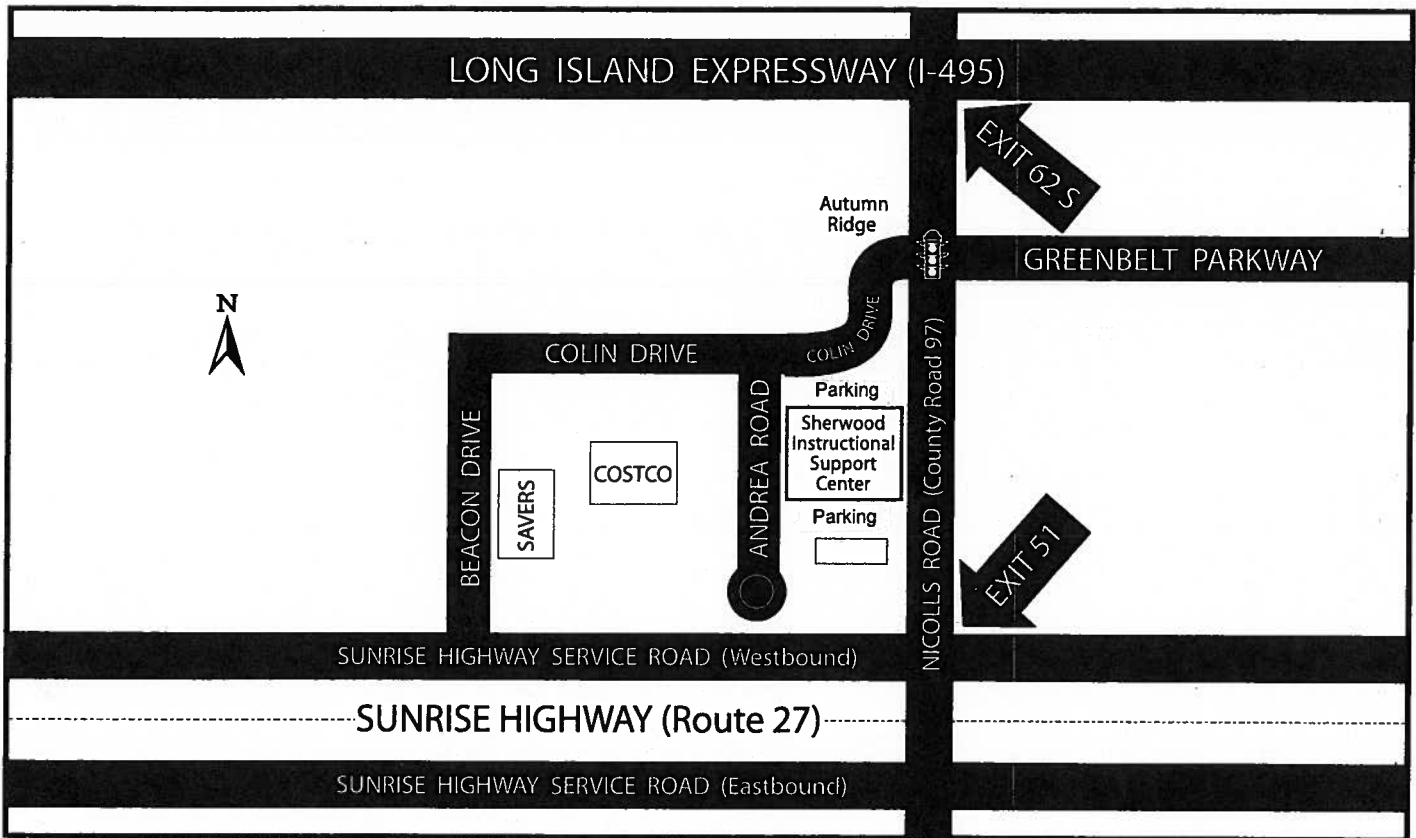 LONG ISLAND EXPRESSWAY (I-495)
EXIT 62 S
Autumn
Ridge
GREENBELT PARKWAY
N
COLIN DRIVE
COLIN DRIVE
Parking
Sherwood
Instructional
Support
Center
Parking
BEACON DRIVE
SAVERS
COSTCO
ANDREA ROAD
NICOLLS ROAD (County Road 97)
EXIT 51
SUNRISE HIGHWAY SERVICE ROAD (Westbound)
SUNRISE HIGHWAY (Route 27)
SUNRISE HIGHWAY SERVICE ROAD (Eastbound)